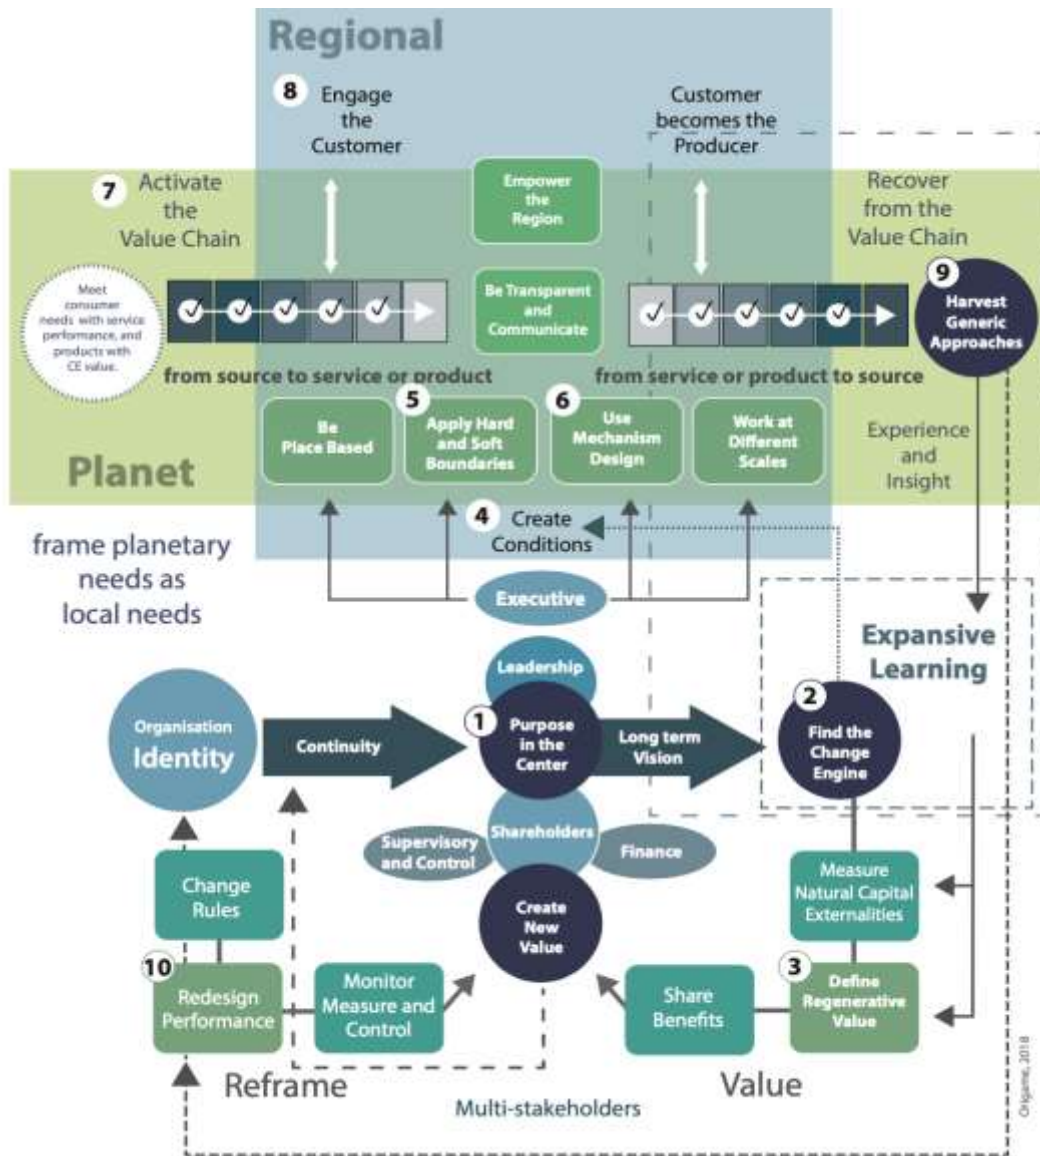 Regional
8
Engage
the
Customer
Customer
becomes the
Producer
7
Activate
the
Value Chain
Empower
the
Region
Recover
from the
Value Chain
Meet
consumer
needs with service
performance, and
products with
CE value.
Be Transparent
and
Communicate
9
Harvest
Generic
Approaches
from source to service or product
from service or product to source
Be
Place Based
5
Apply Hard
and Soft
Boundaries
6
Use
Mechanism
Design
Work at
Different
Scales
Experience
and
Insight
Planet
4
Create
Conditions
frame planetary
needs as
local needs
Executive
Expansive
Learning
Leadership
Organisation
Identity
Continuity
1
Purpose
in the
Center
Long term
Vision
2
Find the
Change
Engine
Shareholders
Supervisory
and Control
Finance
Change
Rules
Create
New
Value
Measure
Natural Capital
Externalities
10
Redesign
Performance
Monitor
Measure and
Control
Share
Benefits
3
Define
Regenerative
Value
Reframe
Value
Multi-stakeholders
Origame, 2018